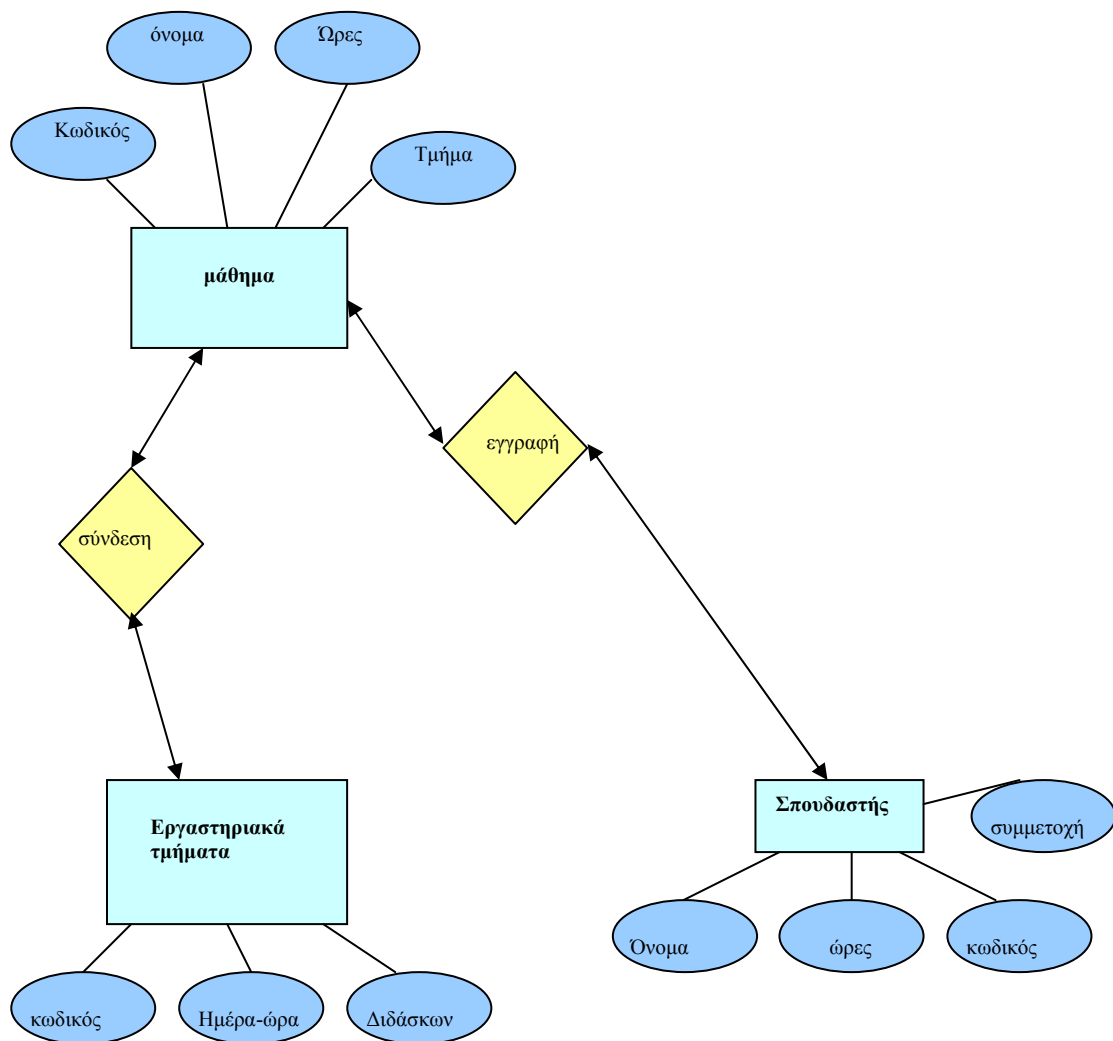 όνομα
Ώρες
Κωδικός
Τμήμα
μάθημα
εγγραφή
σύνδεση
Εργαστηριακά
τμήματα
Σπουδαστής
συμμετοχή
Όνομα
ώρες
κωδικός
κωδικός
Ημέρα-ώρα
Διδάσκων